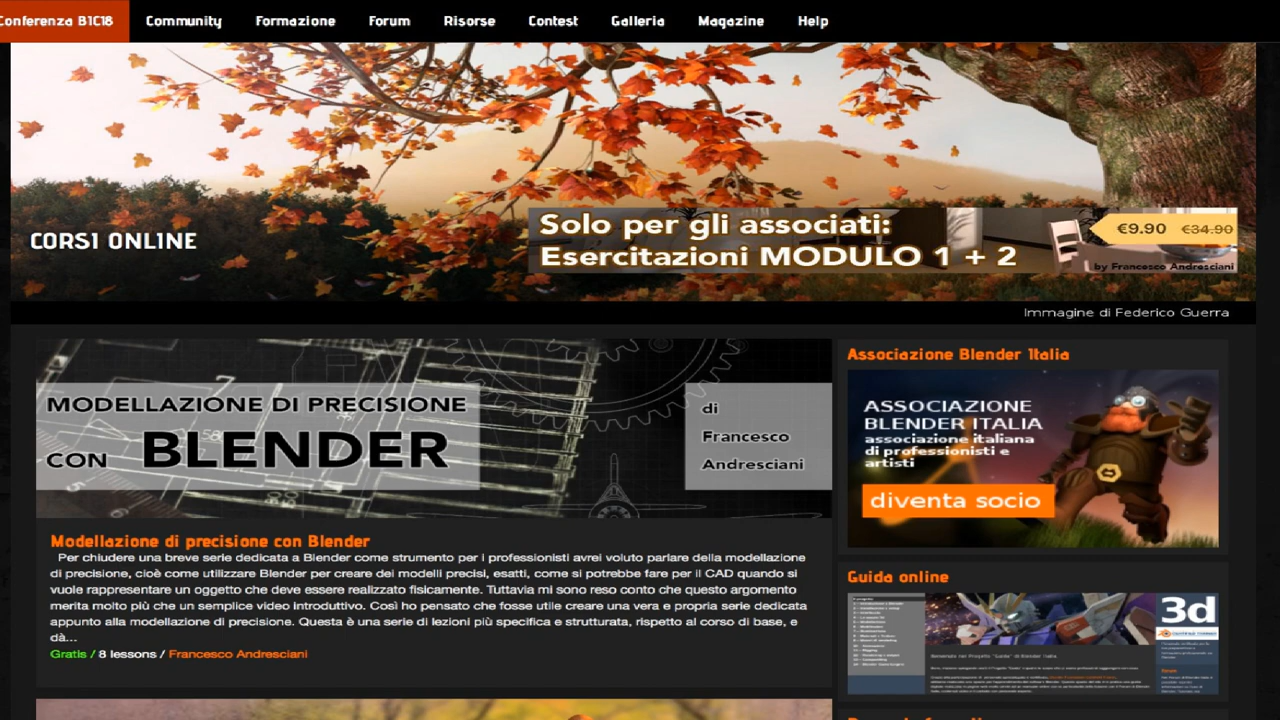 Conferenza BIC18 Community Formazione Forum Risorse Contest Galleria Magazine Help
CORSI ONLINE
Solo per gli associati:
Esercitazioni MODULO 1 + 2
€9.90 €34.90
by Francesco Andresciani
Immagine di Federico Guerra
MODELLAZIONE DI PRECISIONE
CON BLENDER
di
Francesco
Andresciani
Modellazione di precisione con Blender
Per chiudere una breve serie dedicata a Blender come strumento per i professionisti avrei voluto parlare della modellazione
di precisione, cioè come utilizzare Blender per creare dei modelli precisi, esatti, come si potrebbe fare per il CAD quando si
vuole rappresentare un oggetto che deve essere realizzato fisicamente. Tuttavia mi sono reso conto che questo argomento
merita molto più che un semplice video introduttivo. Così ho pensato che fosse utile creare una vera e propria serie dedicata
appunto alla modellazione di precisione. Questa è una serie di lezioni più specifica e strutturata, rispetto al corso di base, e
dà...
Gratis / 8 lessons / Francesco Andresciani
Associazione Blender Italia
ASSOCIAZIONE
BLENDER ITALIA
associazione italiana
di professionisti e
artisti
diventa socio
Guida online
3d